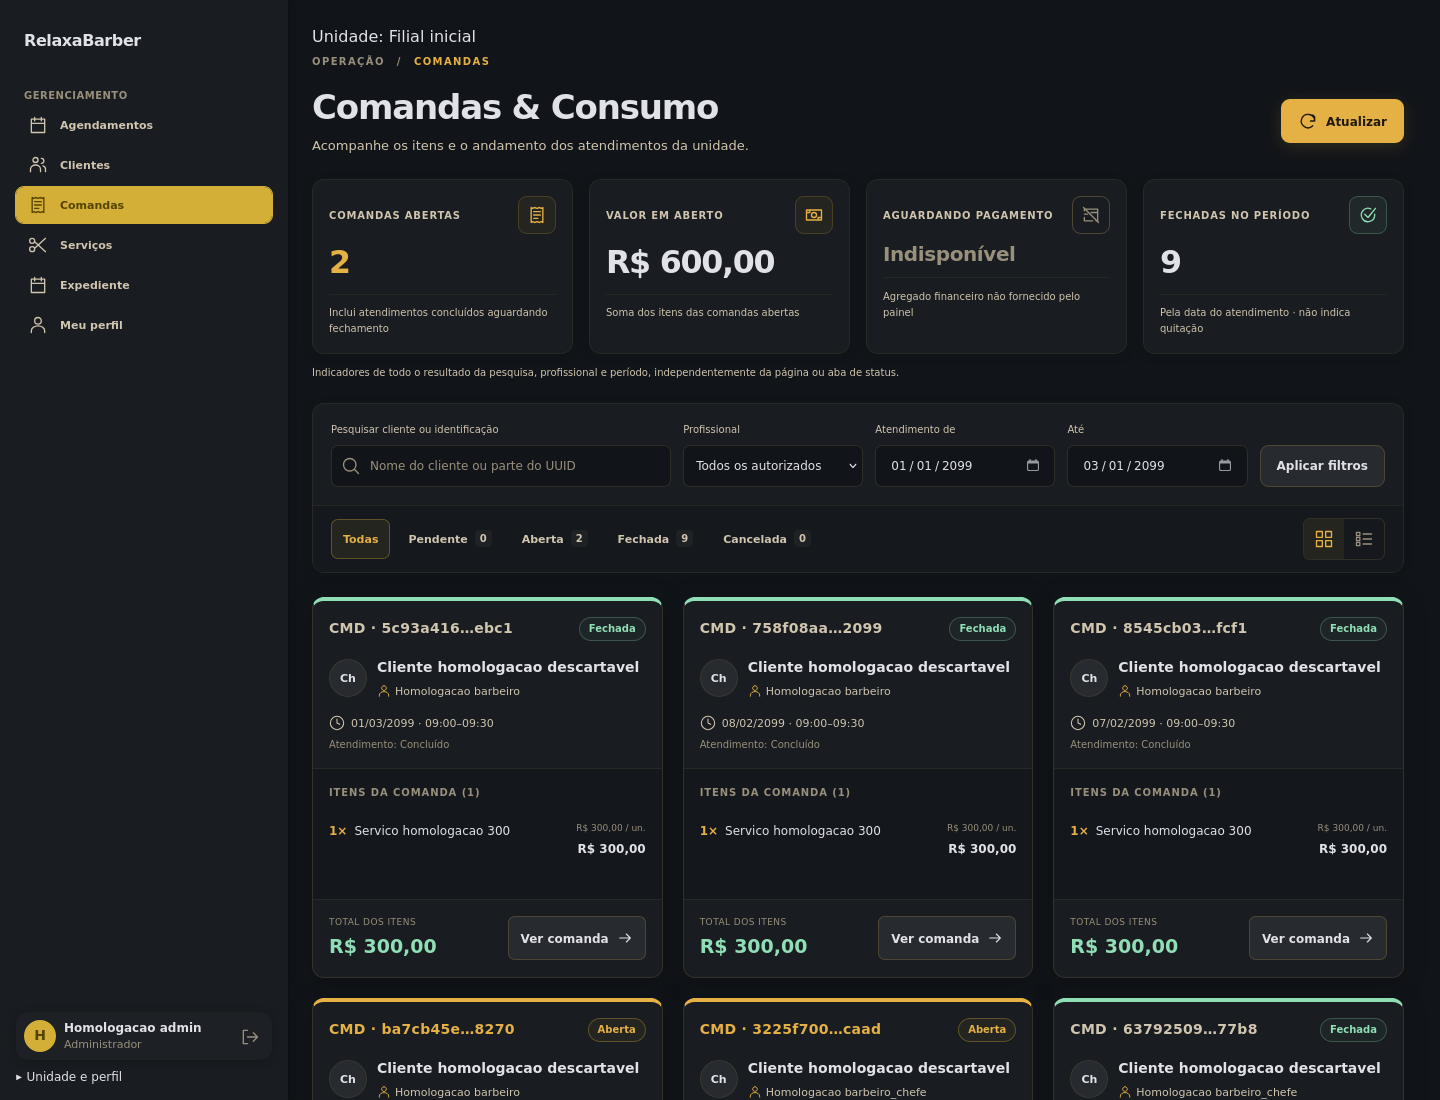 RelaxaBarber
GERENCIAMENTO
Agendamentos
Clientes
Comandas
Serviços
Expediente
Meu perfil
Homologacao admin
H
Administrador
▸ Unidade e perfil
Unidade: Filial inicial
OPERAÇÃO / COMANDAS
Comandas & Consumo
Acompanhe os itens e o andamento dos atendimentos da unidade.
Atualizar
COMANDAS ABERTAS
2
Inclui atendimentos concluídos aguardando
fechamento
VALOR EM ABERTO
R$ 600,00
Soma dos itens das comandas abertas
AGUARDANDO PAGAMENTO
Indisponível
Agregado financeiro não fornecido pelo
painel
FECHADAS NO PERÍODO
9
Pela data do atendimento · não indica
quitação
Indicadores de todo o resultado da pesquisa, profissional e período, independentemente da página ou aba de status.
Pesquisar cliente ou identificação
Nome do cliente ou parte do UUID
Profissional
Todos os autorizados
Atendimento de
01/01/2099
Até
03/01/2099
Aplicar filtros
Todas
Pendente 0
Aberta 2
Fechada 9
Cancelada 0
CMD · 5c93a416…ebc1
Fechada
Ch
Cliente homologacao descartavel
Homologacao barbeiro
01/03/2099 · 09:00–09:30
Atendimento: Concluído
ITENS DA COMANDA (1)
1× Servico homologacao 300
R$ 300,00 / un.
R$ 300,00
TOTAL DOS ITENS
R$ 300,00
Ver comanda
CMD · 758f08aa…2099
Fechada
Ch
Cliente homologacao descartavel
Homologacao barbeiro
08/02/2099 · 09:00–09:30
Atendimento: Concluído
ITENS DA COMANDA (1)
1× Servico homologacao 300
R$ 300,00 / un.
R$ 300,00
TOTAL DOS ITENS
R$ 300,00
Ver comanda
CMD · 8545cb03…fcf1
Fechada
Ch
Cliente homologacao descartavel
Homologacao barbeiro
07/02/2099 · 09:00–09:30
Atendimento: Concluído
ITENS DA COMANDA (1)
1× Servico homologacao 300
R$ 300,00 / un.
R$ 300,00
TOTAL DOS ITENS
R$ 300,00
Ver comanda
CMD · ba7cb45e…8270
Aberta
Ch
Cliente homologacao descartavel
Homologacao barbeiro
CMD · 3225f700…caad
Aberta
Ch
Cliente homologacao descartavel
Homologacao barbeiro_chefe
CMD · 63792509…77b8
Fechada
Ch
Cliente homologacao descartavel
Homologacao barbeiro_chefe